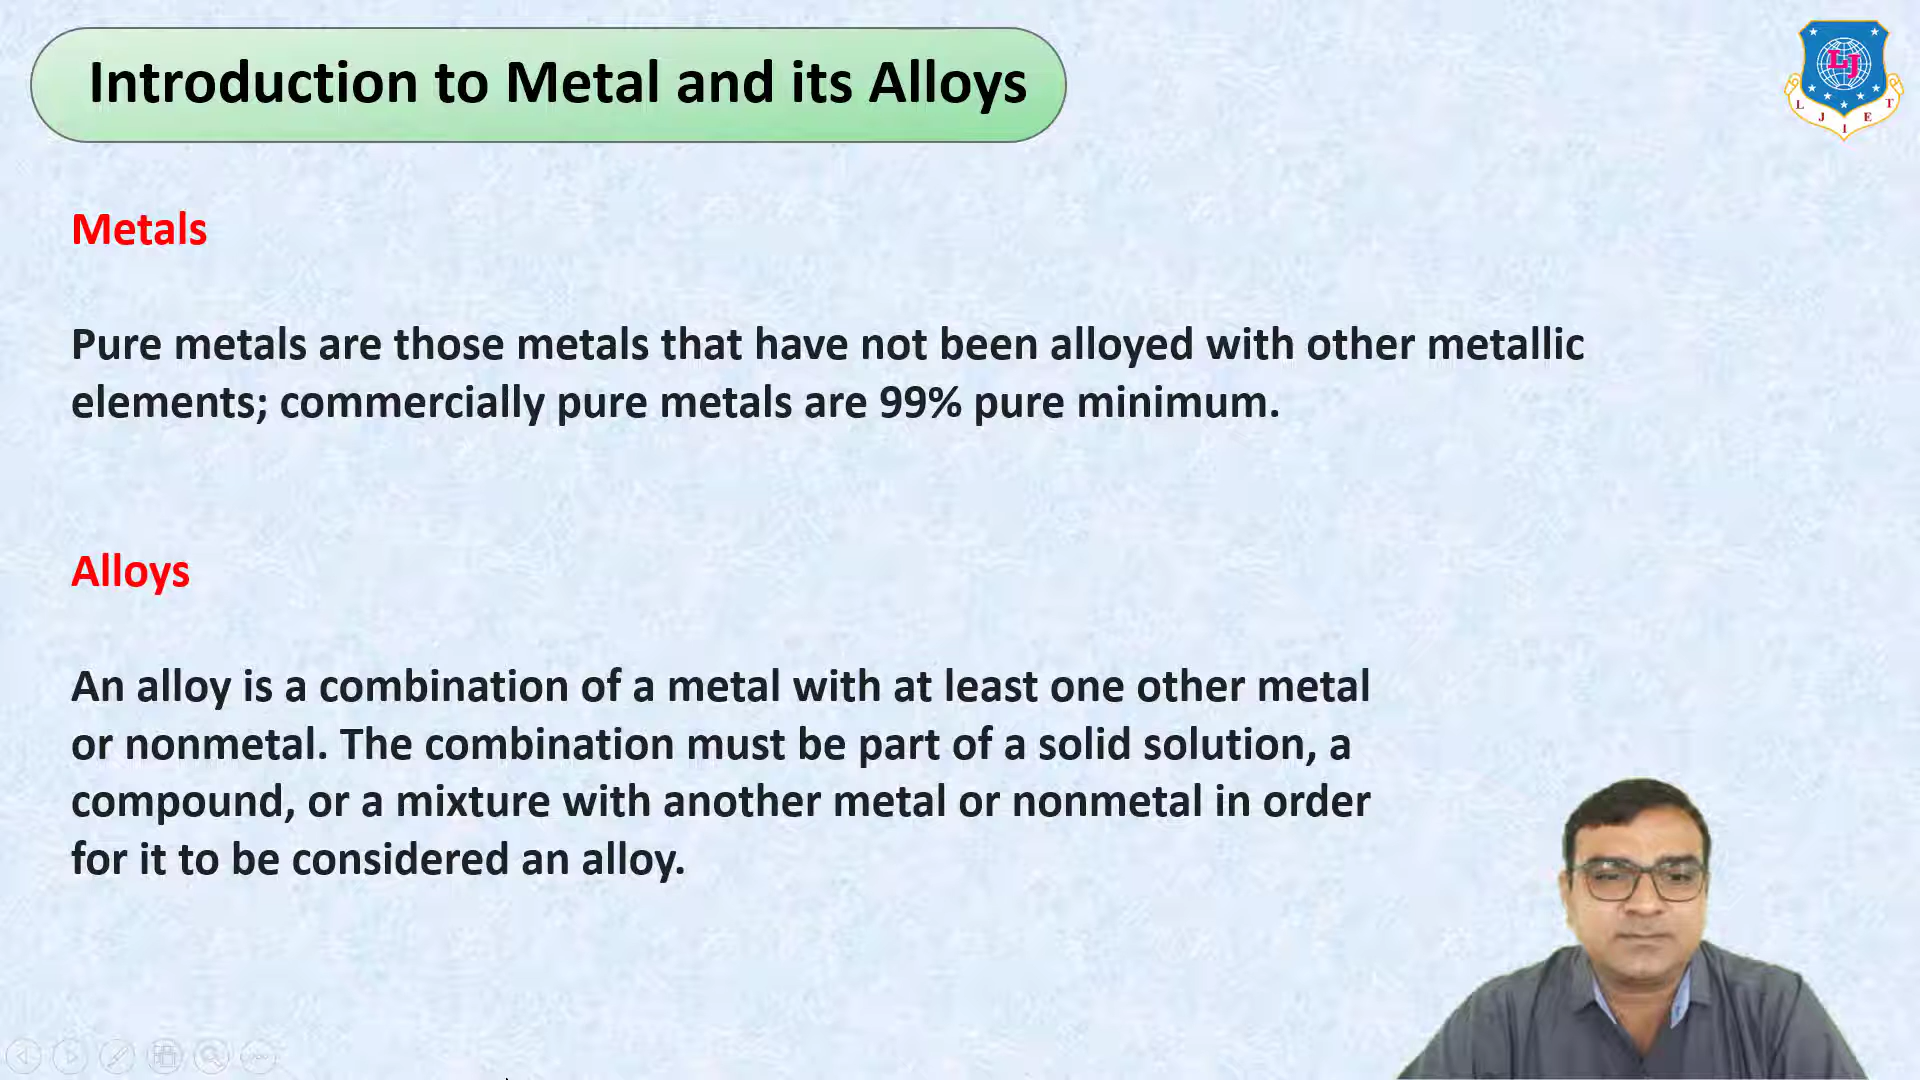 Introduction to Metal and its Alloys
LJ
L J I E T
Metals
Pure metals are those metals that have not been alloyed with other metallic
elements; commercially pure metals are 99% pure minimum.
Alloys
An alloy is a combination of a metal with at least one other metal
or nonmetal. The combination must be part of a solid solution, a
compound, or a mixture with another metal or nonmetal in order
for it to be considered an alloy.